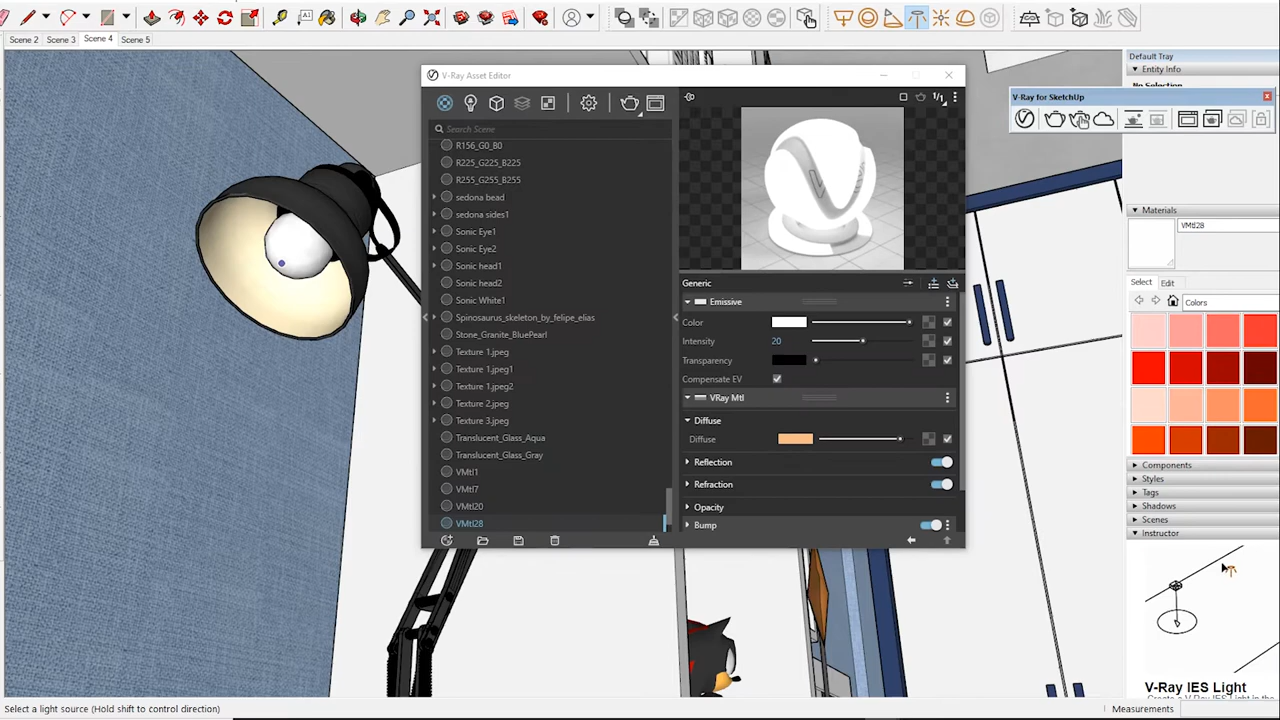 Scene 2
Scene 3
Scene 4
Scene 5
Default Tray
Entity Info
V-Ray for SketchUp
Materials
VMtl28
Select
Edit
Colors
Components
Styles
Tags
Shadows
Scenes
Instructor
V-Ray IES Light
V-Ray Asset Editor
Search Scene
R156_G0_B0
R225_G225_B225
R255_G255_B255
sedona bead
sedona sides1
Sonic Eye1
Sonic Eye2
Sonic head1
Sonic head2
Sonic White1
Spinosaurus_skeleton_by_felipe_elias
Stone_Granite_BluePearl
Texture 1.jpeg
Texture 1.jpeg1
Texture 1.jpeg2
Texture 2.jpeg
Texture 3.jpeg
Translucent_Glass_Aqua
Translucent_Glass_Gray
VMtl1
VMtl7
VMtl20
VMtl28
1/1
Generic
Emissive
Color
Intensity 20
Transparency
Compensate EV
VRay Mtl
Diffuse
Diffuse
Reflection
Refraction
Opacity
Bump
Select a light source (Hold shift to control direction)
Measurements